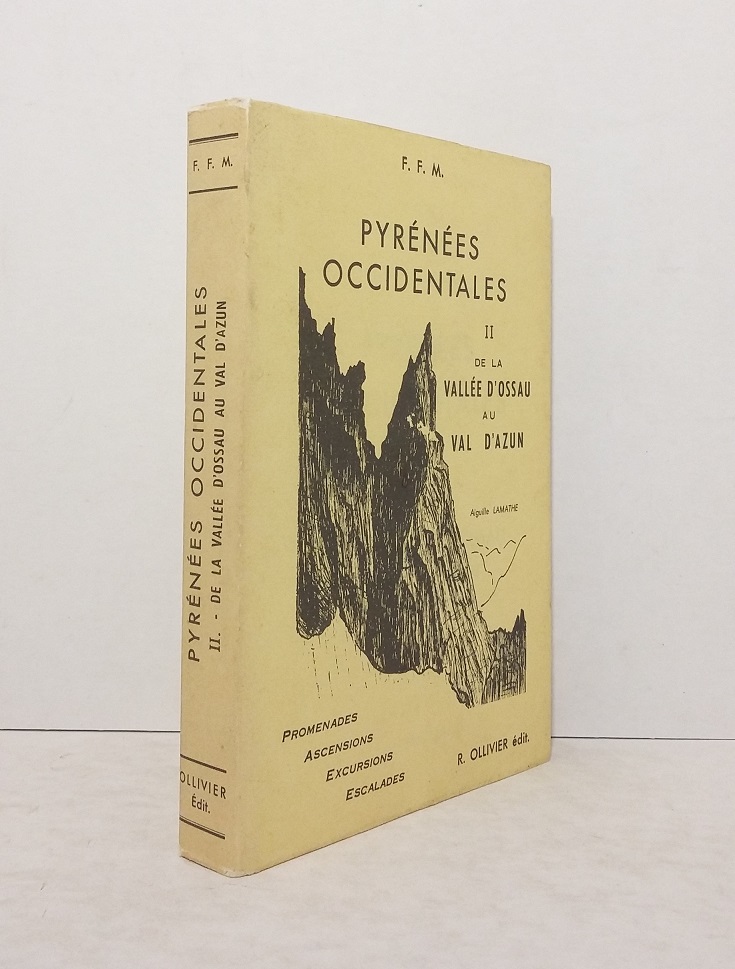 F. F. M.
PYRÉNÉES OCCIDENTALES
II. - DE LA VALLÉE D'OSSAU AU VAL D'AZUN
OLLIVIER
Édit.
F. F. M.
PYRÉNÉES
OCCIDENTALES
II
DE LA
VALLÉE D'OSSAU
AU
VAL D'AZUN
Aiguille LAMATHE
PROMENADES
ASCENSIONS
EXCURSIONS
ESCALADES
R. OLLIVIER édit.